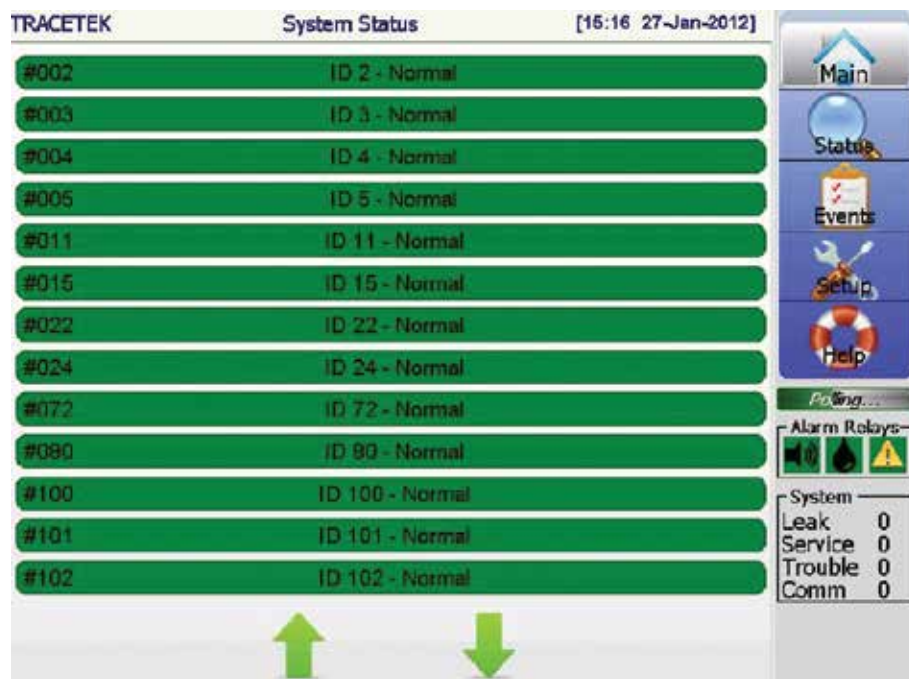 TRACETEK System Status [15:16 27-Jan-2012]
#002 ID 2 - Normal
#003 ID 3 - Normal
#004 ID 4 - Normal
#005 ID 5 - Normal
#011 ID 11 - Normal
#015 ID 15 - Normal
#022 ID 22 - Normal
#024 ID 24 - Normal
#072 ID 72 - Normal
#080 ID 80 - Normal
#100 ID 100 - Normal
#101 ID 101 - Normal
#102 ID 102 - Normal
Main
Status
Events
Setup
Help
Polling...
Alarm Relays
System
Leak 0
Service 0
Trouble 0
Comm 0